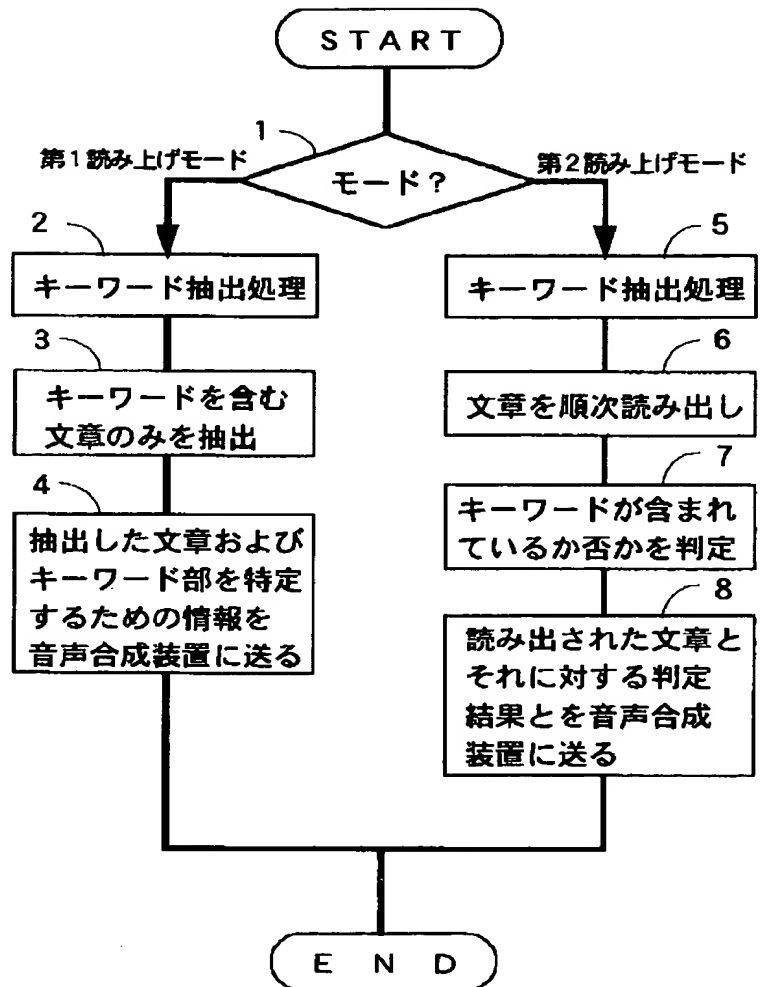 START
1
モード?
第1読み上げモード
第2読み上げモード
2
キーワード抽出処理
3
キーワードを含む
文章のみを抽出
4
抽出した文章および
キーワード部を特定
するための情報を
音声合成装置に送る
5
キーワード抽出処理
6
文章を順次読み出し
7
キーワードが含まれ
ているか否かを判定
8
読み出された文章と
それに対する判定
結果とを音声合成
装置に送る
END